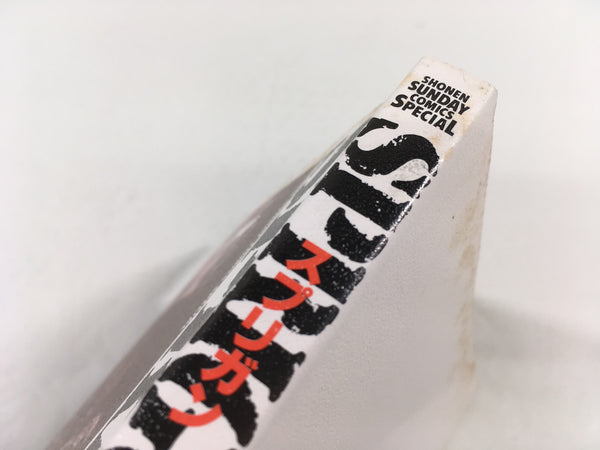 SHONEN
SUNDAY
COMICS
SPECIAL
スプリガン